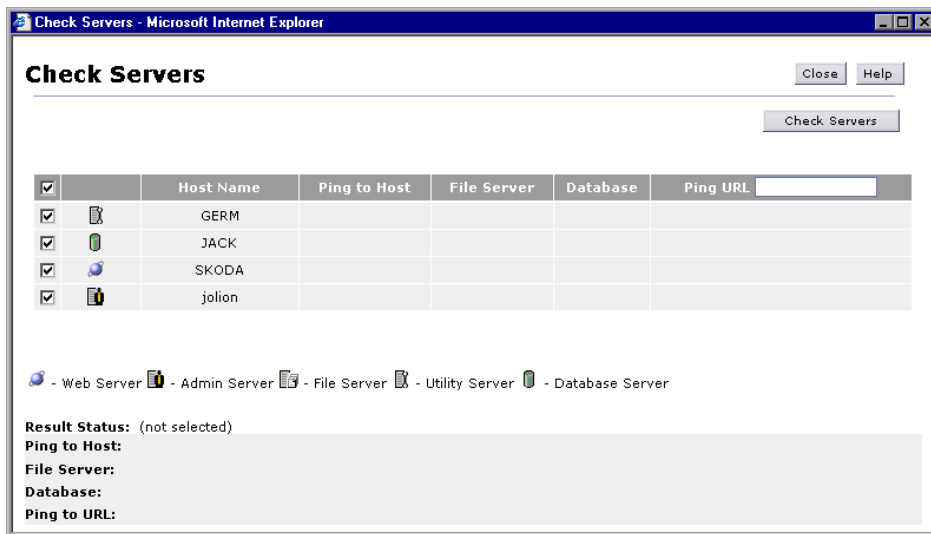 Check Servers - Microsoft Internet Explorer
Check Servers
Close Help
Check Servers
Host Name Ping to Host File Server Database Ping URL
GERM
JACK
SKODA
jolion
- Web Server - Admin Server - File Server - Utility Server - Database Server
Result Status: (not selected)
Ping to Host:
File Server:
Database:
Ping to URL: